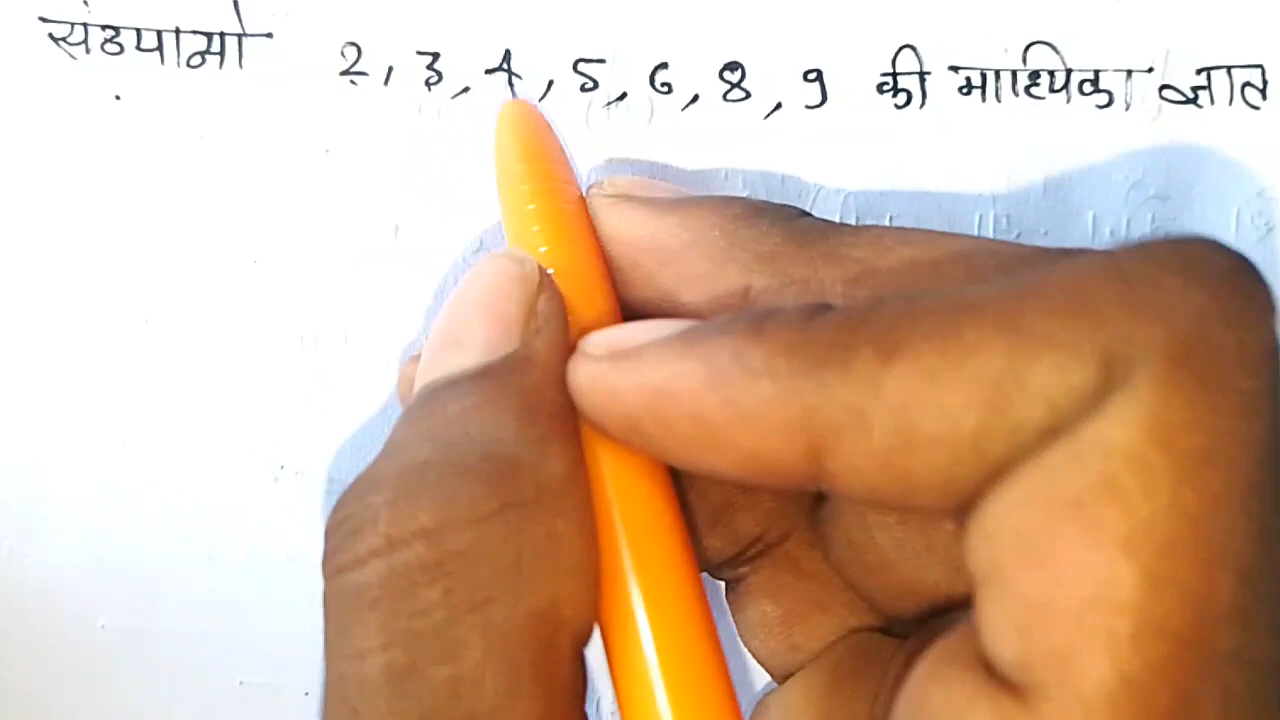 संख्याओं 2, 3, 4, 5, 6, 8, 9 की माध्यिका ज्ञात